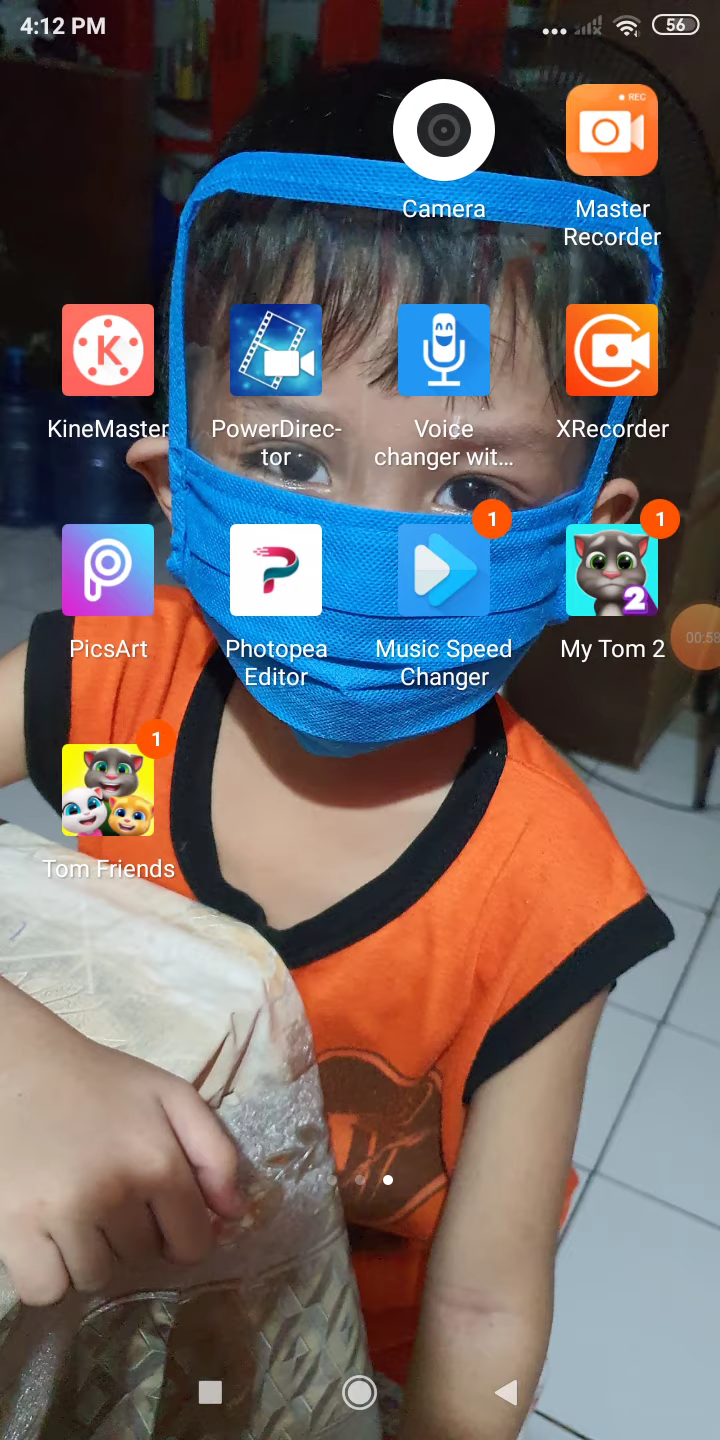 4:12 PM
56
REC
Camera
Master
Recorder
K
KineMaster
PowerDirec-
tor
Voice
changer wit...
XRecorder
1
1
2
PicsArt
Photopea
Editor
Music Speed
Changer
My Tom 2
00:58
1
Tom Friends